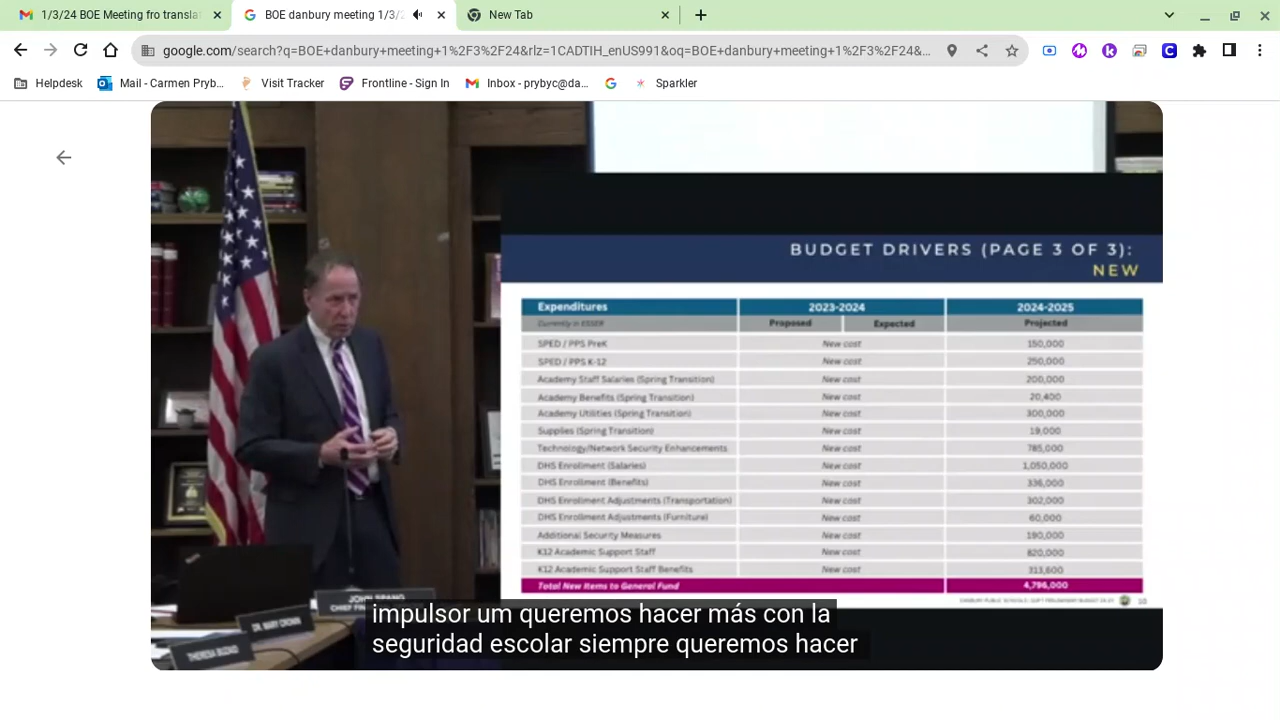 1/3/24 BOE Meeting fro translat
BOE danbury meeting 1/3/2
New Tab
google.com/search?q=BOE+danbury+meeting+1%2F3%2F24&rlz=1CADTIH_enUS991&oq=BOE+danbury+meeting+1%2F3%2F24&...
Helpdesk
Mail - Carmen Pryb...
Visit Tracker
Frontline - Sign In
Inbox - prybyc@da...
Sparkler
BUDGET DRIVERS (PAGE 3 OF 3):
NEW
Expenditures 2023-2024 2024-2025
Currently in ESSER Proposed Expected Projected
SPED / PPS PreK New cost 150,000
SPED / PPS K-12 New cost 250,000
Academy Staff Salaries (Spring Transition) New cost 200,000
Academy Benefits (Spring Transition) New cost 20,400
Academy Utilities (Spring Transition) New cost 300,000
Supplies (Spring Transition) New cost 19,000
Technology/Network Security Enhancements New cost 785,000
DHS Enrollment (Salaries) New cost 1,050,000
DHS Enrollment (Benefits) New cost 336,000
DHS Enrollment Adjustments (Transportation) New cost 302,000
DHS Enrollment Adjustments (Furniture) New cost 60,000
Additional Security Measures New cost 190,000
K12 Academic Support Staff New cost 820,000
K12 Academic Support Staff Benefits New cost 313,600
Total New Items to General Fund 4,796,000
JOHN SPANG
CHIEF FIN
DR. MARY CRONIN
impulsor um queremos hacer más con la
seguridad escolar siempre queremos hacer